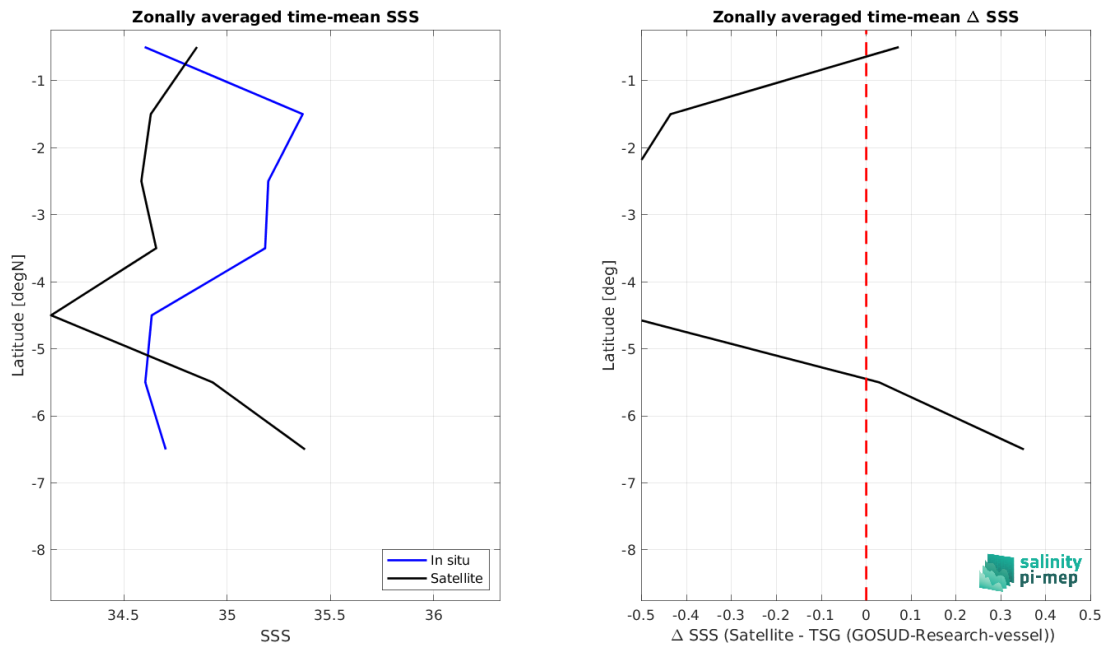 Zonally averaged time-mean SSS
-1
-2
-3
-4
-5
-6
-7
-8
Latitude [degN]
34.5 35 35.5 36
SSS
In situ
Satellite
Zonally averaged time-mean Δ SSS
-1
-2
-3
-4
-5
-6
-7
-8
Latitude [deg]
-0.5 -0.4 -0.3 -0.2 -0.1 0 0.1 0.2 0.3 0.4 0.5
Δ SSS (Satellite - TSG (GOSUD-Research-vessel))
salinity
pi-mep